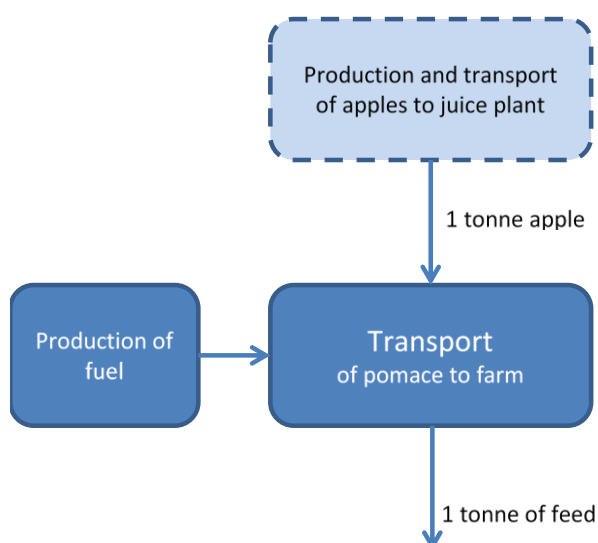 Production and transport
of apples to juice plant
1 tonne apple
Production of
fuel
Transport
of pomace to farm
1 tonne of feed